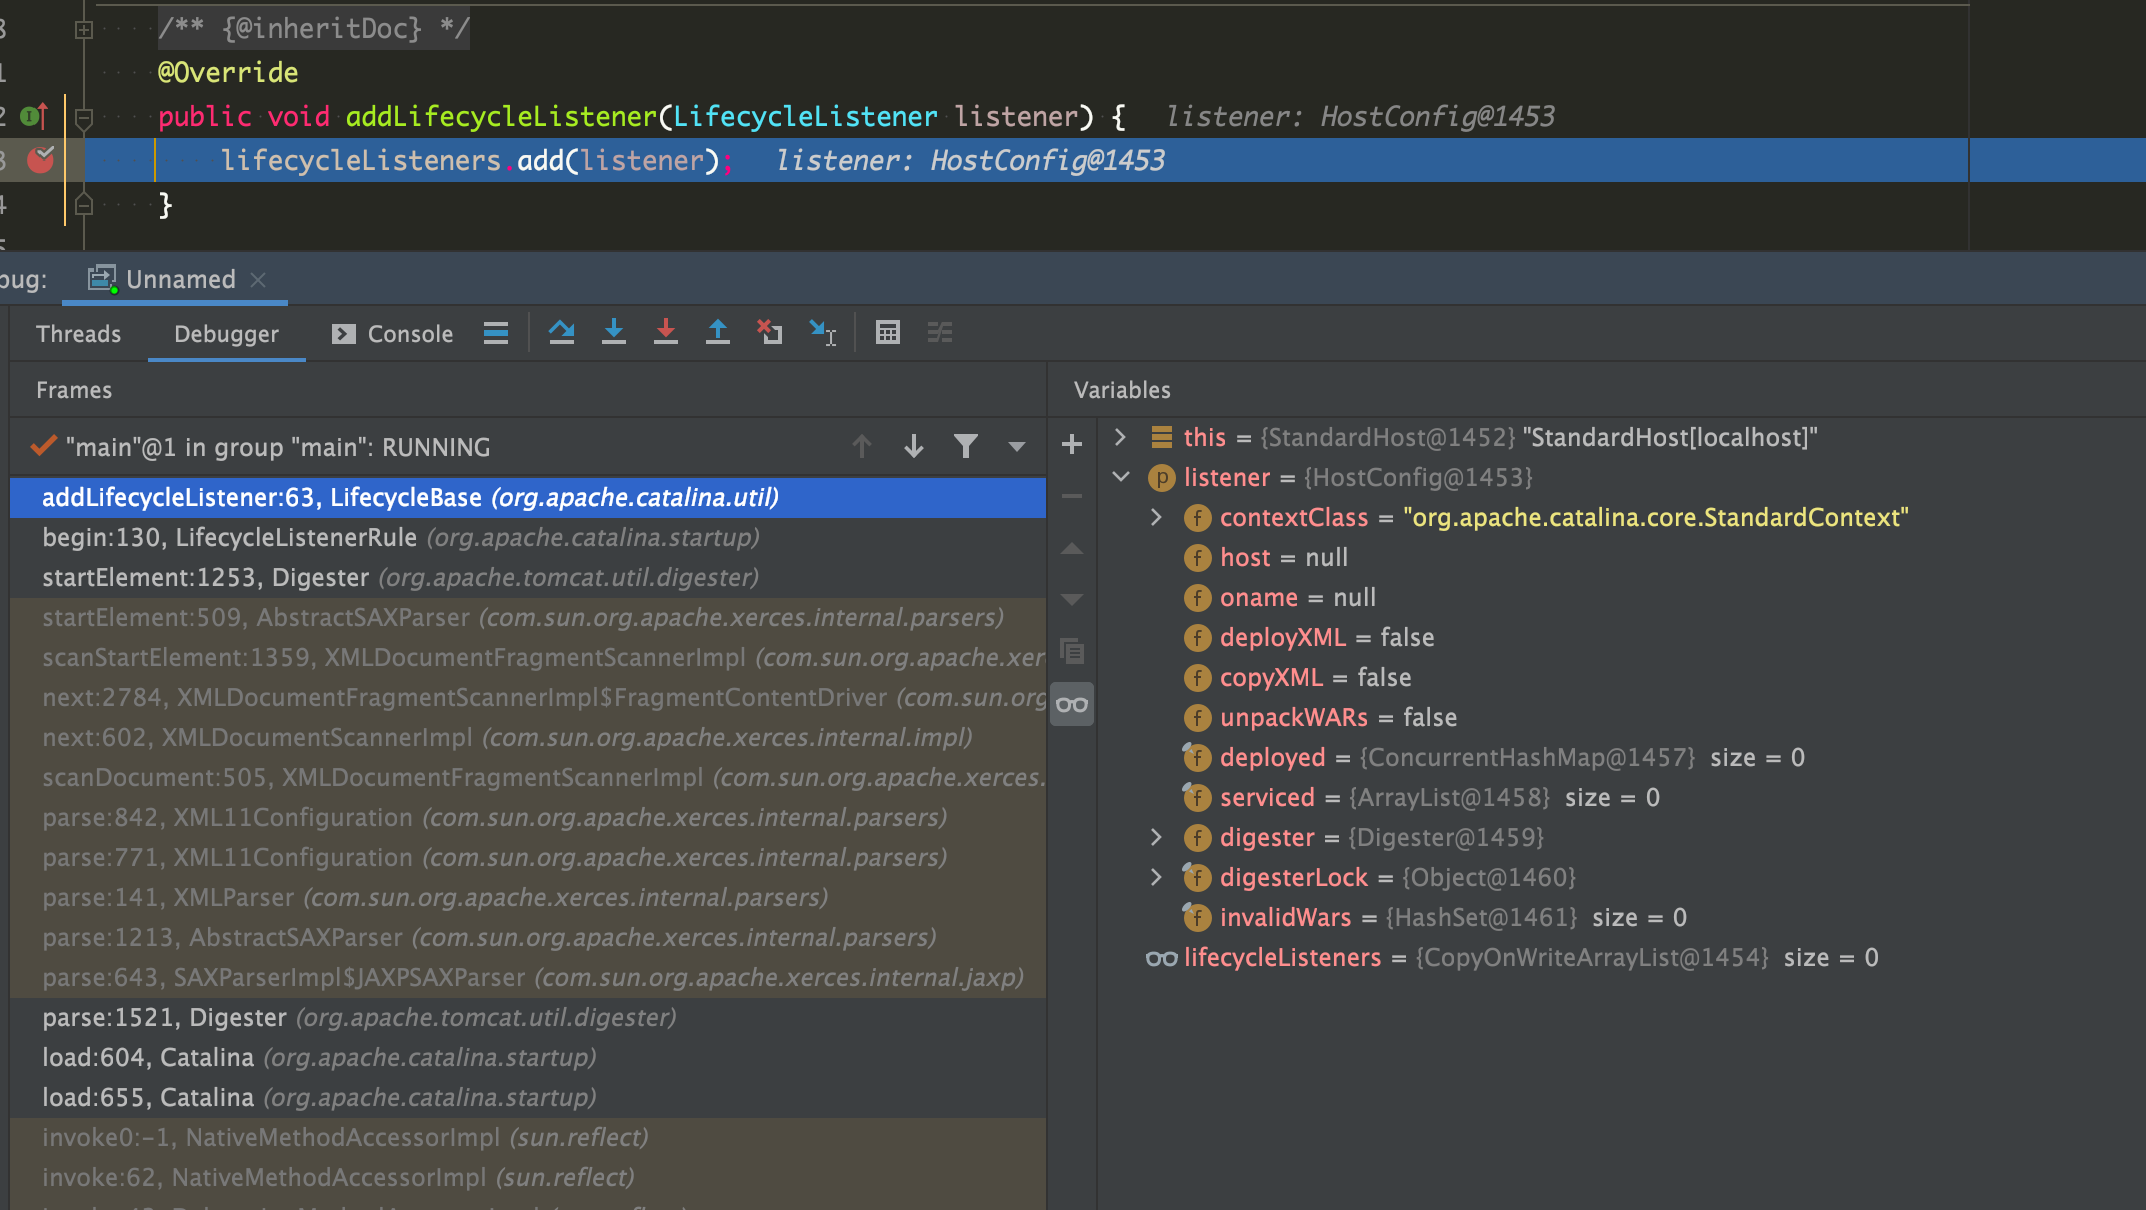 /** {@inheritDoc} */
@Override
public void addLifecycleListener(LifecycleListener listener) {   listener: HostConfig@1453
lifecycleListeners.add(listener);   listener: HostConfig@1453
}
bug:
Unnamed
Threads
Debugger
Console
Frames
Variables
"main"@1 in group "main": RUNNING
addLifecycleListener:63, LifecycleBase (org.apache.catalina.util)
begin:130, LifecycleListenerRule (org.apache.catalina.startup)
startElement:1253, Digester (org.apache.tomcat.util.digester)
startElement:509, AbstractSAXParser (com.sun.org.apache.xerces.internal.parsers)
scanStartElement:1359, XMLDocumentFragmentScannerImpl (com.sun.org.apache.xer
next:2784, XMLDocumentFragmentScannerImpl$FragmentContentDriver (com.sun.org
next:602, XMLDocumentScannerImpl (com.sun.org.apache.xerces.internal.impl)
scanDocument:505, XMLDocumentFragmentScannerImpl (com.sun.org.apache.xerces.
parse:842, XML11Configuration (com.sun.org.apache.xerces.internal.parsers)
parse:771, XML11Configuration (com.sun.org.apache.xerces.internal.parsers)
parse:141, XMLParser (com.sun.org.apache.xerces.internal.parsers)
parse:1213, AbstractSAXParser (com.sun.org.apache.xerces.internal.parsers)
parse:643, SAXParserImpl$JAXPSAXParser (com.sun.org.apache.xerces.internal.jaxp)
parse:1521, Digester (org.apache.tomcat.util.digester)
load:604, Catalina (org.apache.catalina.startup)
load:655, Catalina (org.apache.catalina.startup)
invoke0:-1, NativeMethodAccessorImpl (sun.reflect)
invoke:62, NativeMethodAccessorImpl (sun.reflect)
this = {StandardHost@1452} "StandardHost[localhost]"
listener = {HostConfig@1453}
contextClass = "org.apache.catalina.core.StandardContext"
host = null
oname = null
deployXML = false
copyXML = false
unpackWARs = false
deployed = {ConcurrentHashMap@1457} size = 0
serviced = {ArrayList@1458} size = 0
digester = {Digester@1459}
digesterLock = {Object@1460}
invalidWars = {HashSet@1461} size = 0
lifecycleListeners = {CopyOnWriteArrayList@1454} size = 0